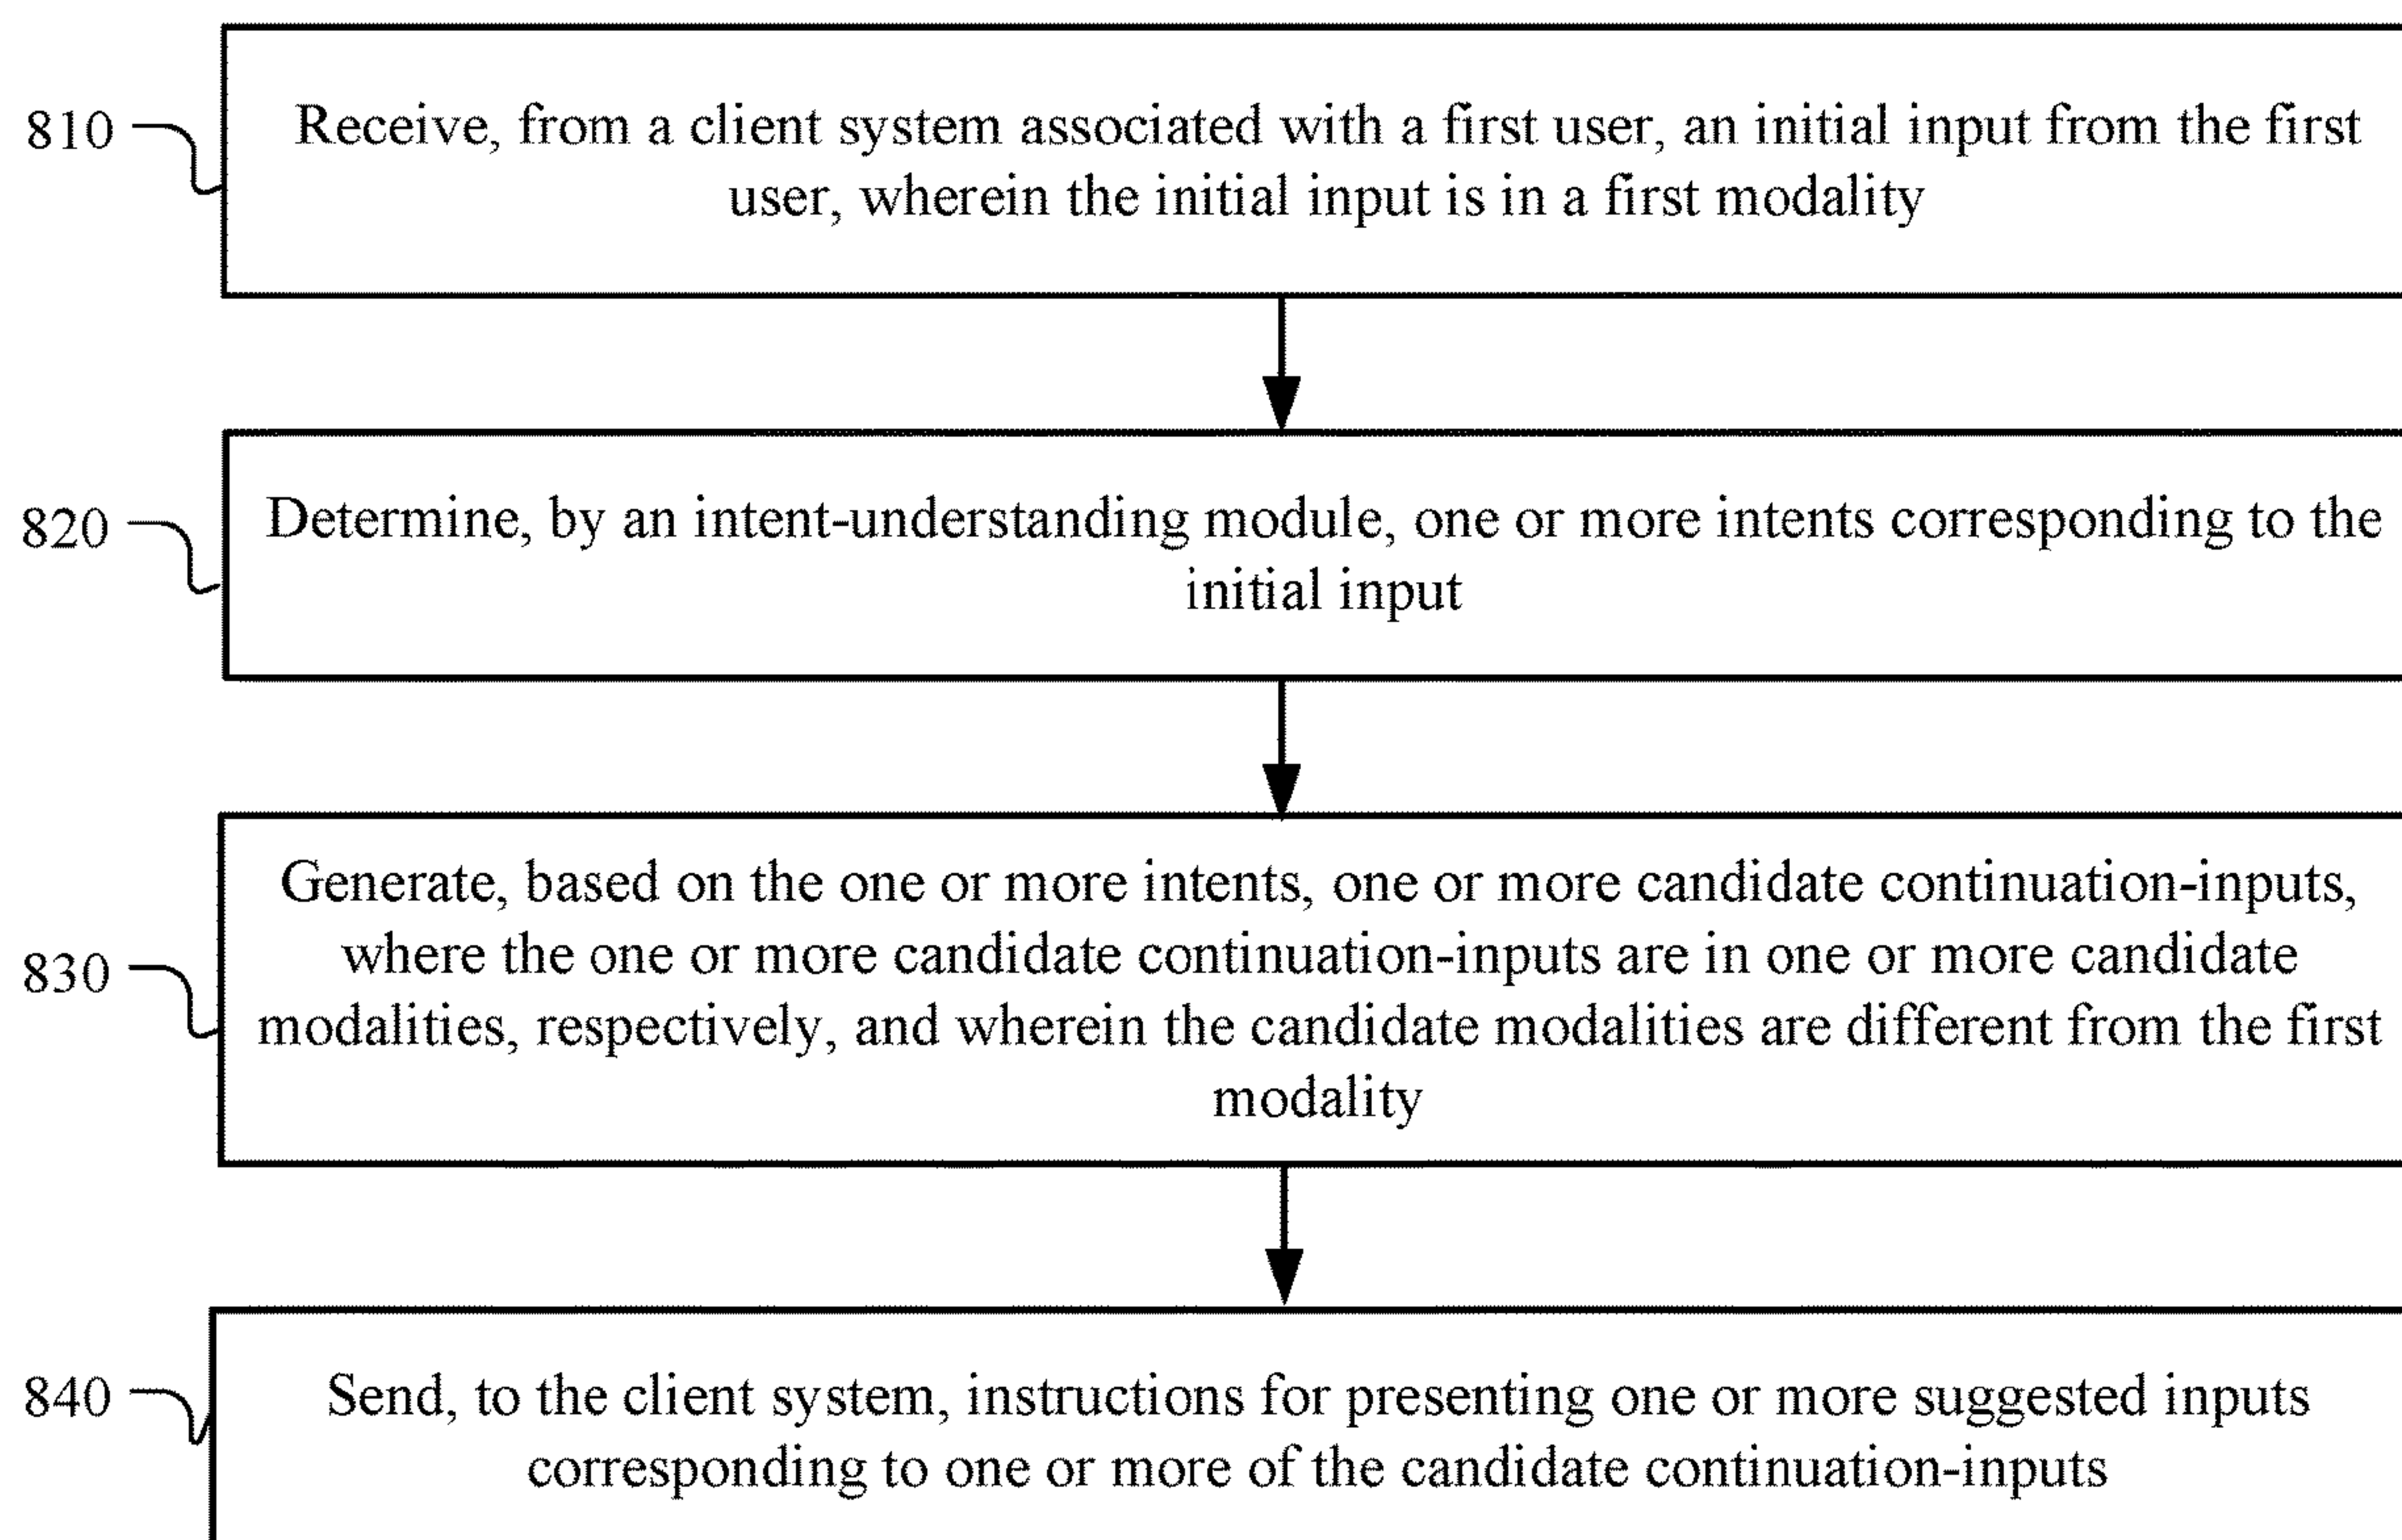 810
Receive, from a client system associated with a first user, an initial input from the first
user, wherein the initial input is in a first modality
820
Determine, by an intent-understanding module, one or more intents corresponding to the
initial input
830
Generate, based on the one or more intents, one or more candidate continuation-inputs,
where the one or more candidate continuation-inputs are in one or more candidate
modalities, respectively, and wherein the candidate modalities are different from the first
modality
840
Send, to the client system, instructions for presenting one or more suggested inputs
corresponding to one or more of the candidate continuation-inputs